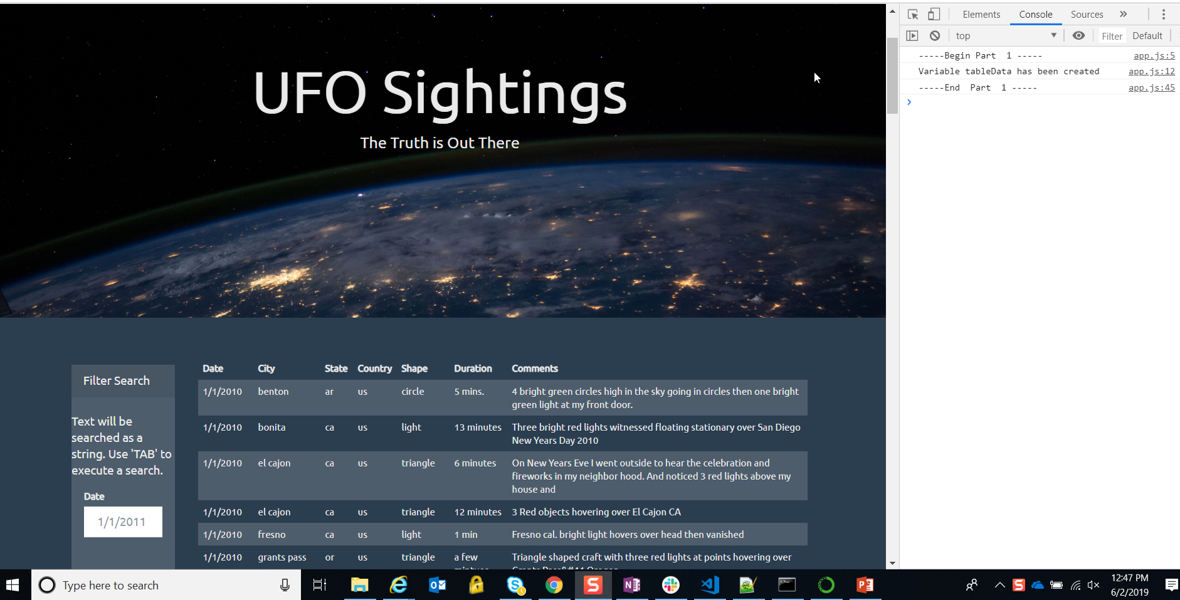 UFO Sightings
The Truth is Out There
Elements Console Sources »
top Filter Default
-----Begin Part 1 ----- app.js:5
Variable tableData has been created app.js:12
-----End Part 1 ----- app.js:45
Filter Search
Text will be
searched as a
string. Use 'TAB' to
execute a search.
Date
1/1/2011
Date City State Country Shape Duration Comments
1/1/2010 benton ar us circle 5 mins. 4 bright green circles high in the sky going in circles then one bright
green light at my front door.
1/1/2010 bonita ca us light 13 minutes Three bright red lights witnessed floating stationary over San Diego
New Years Day 2010
1/1/2010 el cajon ca us triangle 6 minutes On New Years Eve I went outside to hear the celebration and
fireworks in my neighbor hood. And noticed 3 red lights above my
house and
1/1/2010 el cajon ca us triangle 12 minutes 3 Red objects hovering over El Cajon CA
1/1/2010 fresno ca us light 1 min Fresno cal. bright light hovers over head then vanished
1/1/2010 grants pass or us triangle a few Triangle shaped craft with three red lights at points hovering over
Type here to search
12:47 PM
6/2/2019